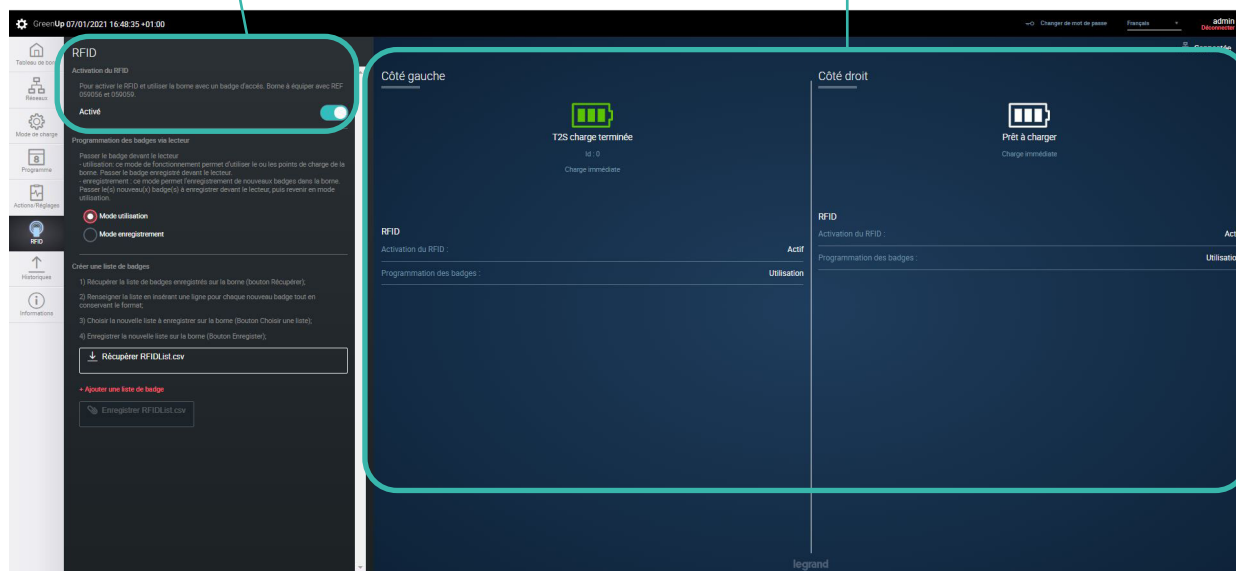 GreenUp 07/01/2021 16:48:35 +01:00
Changer de mot de passe
Français
admin
Déconnecter
Connectée
Tableau de bord
Réseaux
Mode de charge
8
Programme
Actions/Réglages
RFID
Historiques
Informations
RFID
Activation du RFID
Pour activer le RFID et utiliser la borne avec un badge d'accès. Borne à équiper avec REF
059056 et 059059.
Activé
Programmation des badges via lecteur
Passer le badge devant le lecteur
- utilisation: ce mode de fonctionnement permet d'utiliser le ou les points de charge de la
borne. Passer le badge enregistré devant le lecteur.
- enregistrement : ce mode permet l'enregistrement de nouveaux badges dans la borne.
Passer le(s) nouveau(x) badge(s) à enregistrer devant le lecteur, puis revenir en mode
utilisation.
Mode utilisation
Mode enregistrement
Créer une liste de badges
1) Récupérer la liste de badges enregistrés sur la borne (bouton Récupérer);
2) Renseigner la liste en insérant une ligne pour chaque nouveau badge tout en
conservant le format;
3) Choisir la nouvelle liste à enregistrer sur la borne (Bouton Choisir une liste);
4) Enregistrer la nouvelle liste sur la borne (Bouton Enregister);
Récupérer RFIDList.csv
+ Ajouter une liste de badge
Enregistrer RFIDList.csv
Côté gauche
T2S charge terminée
Id : 0
Charge immédiate
RFID
Activation du RFID : Actif
Programmation des badges : Utilisation
Côté droit
Prêt à charger
Charge immédiate
RFID
Activation du RFID : Act
Programmation des badges : Utilisatio
legrand